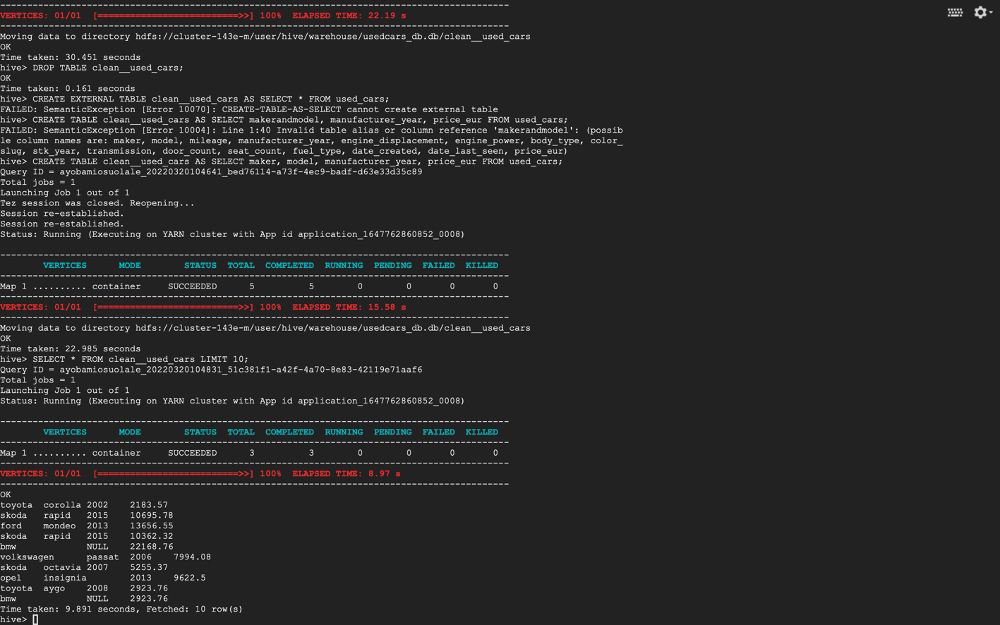 --------------------------------------------------------------------------------
VERTICES: 01/01  [==========================>>] 100%  ELAPSED TIME: 22.19 s
--------------------------------------------------------------------------------
Moving data to directory hdfs://cluster-143e-m/user/hive/warehouse/usedcars_db.db/clean__used_cars
OK
Time taken: 30.451 seconds
hive> DROP TABLE clean__used_cars;
OK
Time taken: 0.161 seconds
hive> CREATE EXTERNAL TABLE clean__used_cars AS SELECT * FROM used_cars;
FAILED: SemanticException [Error 10070]: CREATE-TABLE-AS-SELECT cannot create external table
hive> CREATE TABLE clean__used_cars AS SELECT makerandmodel, manufacturer_year, price_eur FROM used_cars;
FAILED: SemanticException [Error 10004]: Line 1:40 Invalid table alias or column reference 'makerandmodel': (possib
le column names are: maker, model, mileage, manufacturer_year, engine_displacement, engine_power, body_type, color_
slug, stk_year, transmission, door_count, seat_count, fuel_type, date_created, date_last_seen, price_eur)
hive> CREATE TABLE clean__used_cars AS SELECT maker, model, manufacturer_year, price_eur FROM used_cars;
Query ID = ayobamiosuolale_20220320104641_bed76114-a73f-4ec9-badf-d63e33d35c89
Total jobs = 1
Launching Job 1 out of 1
Tez session was closed. Reopening...
Session re-established.
Session re-established.
Status: Running (Executing on YARN cluster with App id application_1647762860852_0008)
--------------------------------------------------------------------------------
VERTICES      MODE        STATUS  TOTAL  COMPLETED  RUNNING  PENDING  FAILED  KILLED
--------------------------------------------------------------------------------
Map 1 .......... container     SUCCEEDED      5          5        0        0       0       0
--------------------------------------------------------------------------------
VERTICES: 01/01  [==========================>>] 100%  ELAPSED TIME: 15.58 s
--------------------------------------------------------------------------------
Moving data to directory hdfs://cluster-143e-m/user/hive/warehouse/usedcars_db.db/clean__used_cars
OK
Time taken: 22.985 seconds
hive> SELECT * FROM clean__used_cars LIMIT 10;
Query ID = ayobamiosuolale_20220320104831_51c381f1-a42f-4a70-8e83-42119e71aaf6
Total jobs = 1
Launching Job 1 out of 1
Status: Running (Executing on YARN cluster with App id application_1647762860852_0008)
--------------------------------------------------------------------------------
VERTICES      MODE        STATUS  TOTAL  COMPLETED  RUNNING  PENDING  FAILED  KILLED
--------------------------------------------------------------------------------
Map 1 .......... container     SUCCEEDED      3          3        0        0       0       0
--------------------------------------------------------------------------------
VERTICES: 01/01  [==========================>>] 100%  ELAPSED TIME: 8.97 s
--------------------------------------------------------------------------------
OK
toyota  corolla 2002    2183.57
skoda   rapid   2015    10695.78
ford    mondeo  2013    13656.55
skoda   rapid   2015    10362.32
bmw             NULL    22168.76
volkswagen      passat  2006    7994.08
skoda   octavia 2007    5255.37
opel    insignia        2013    9622.5
toyota  aygo    2008    2923.76
bmw             NULL    2923.76
Time taken: 9.891 seconds, Fetched: 10 row(s)
hive>